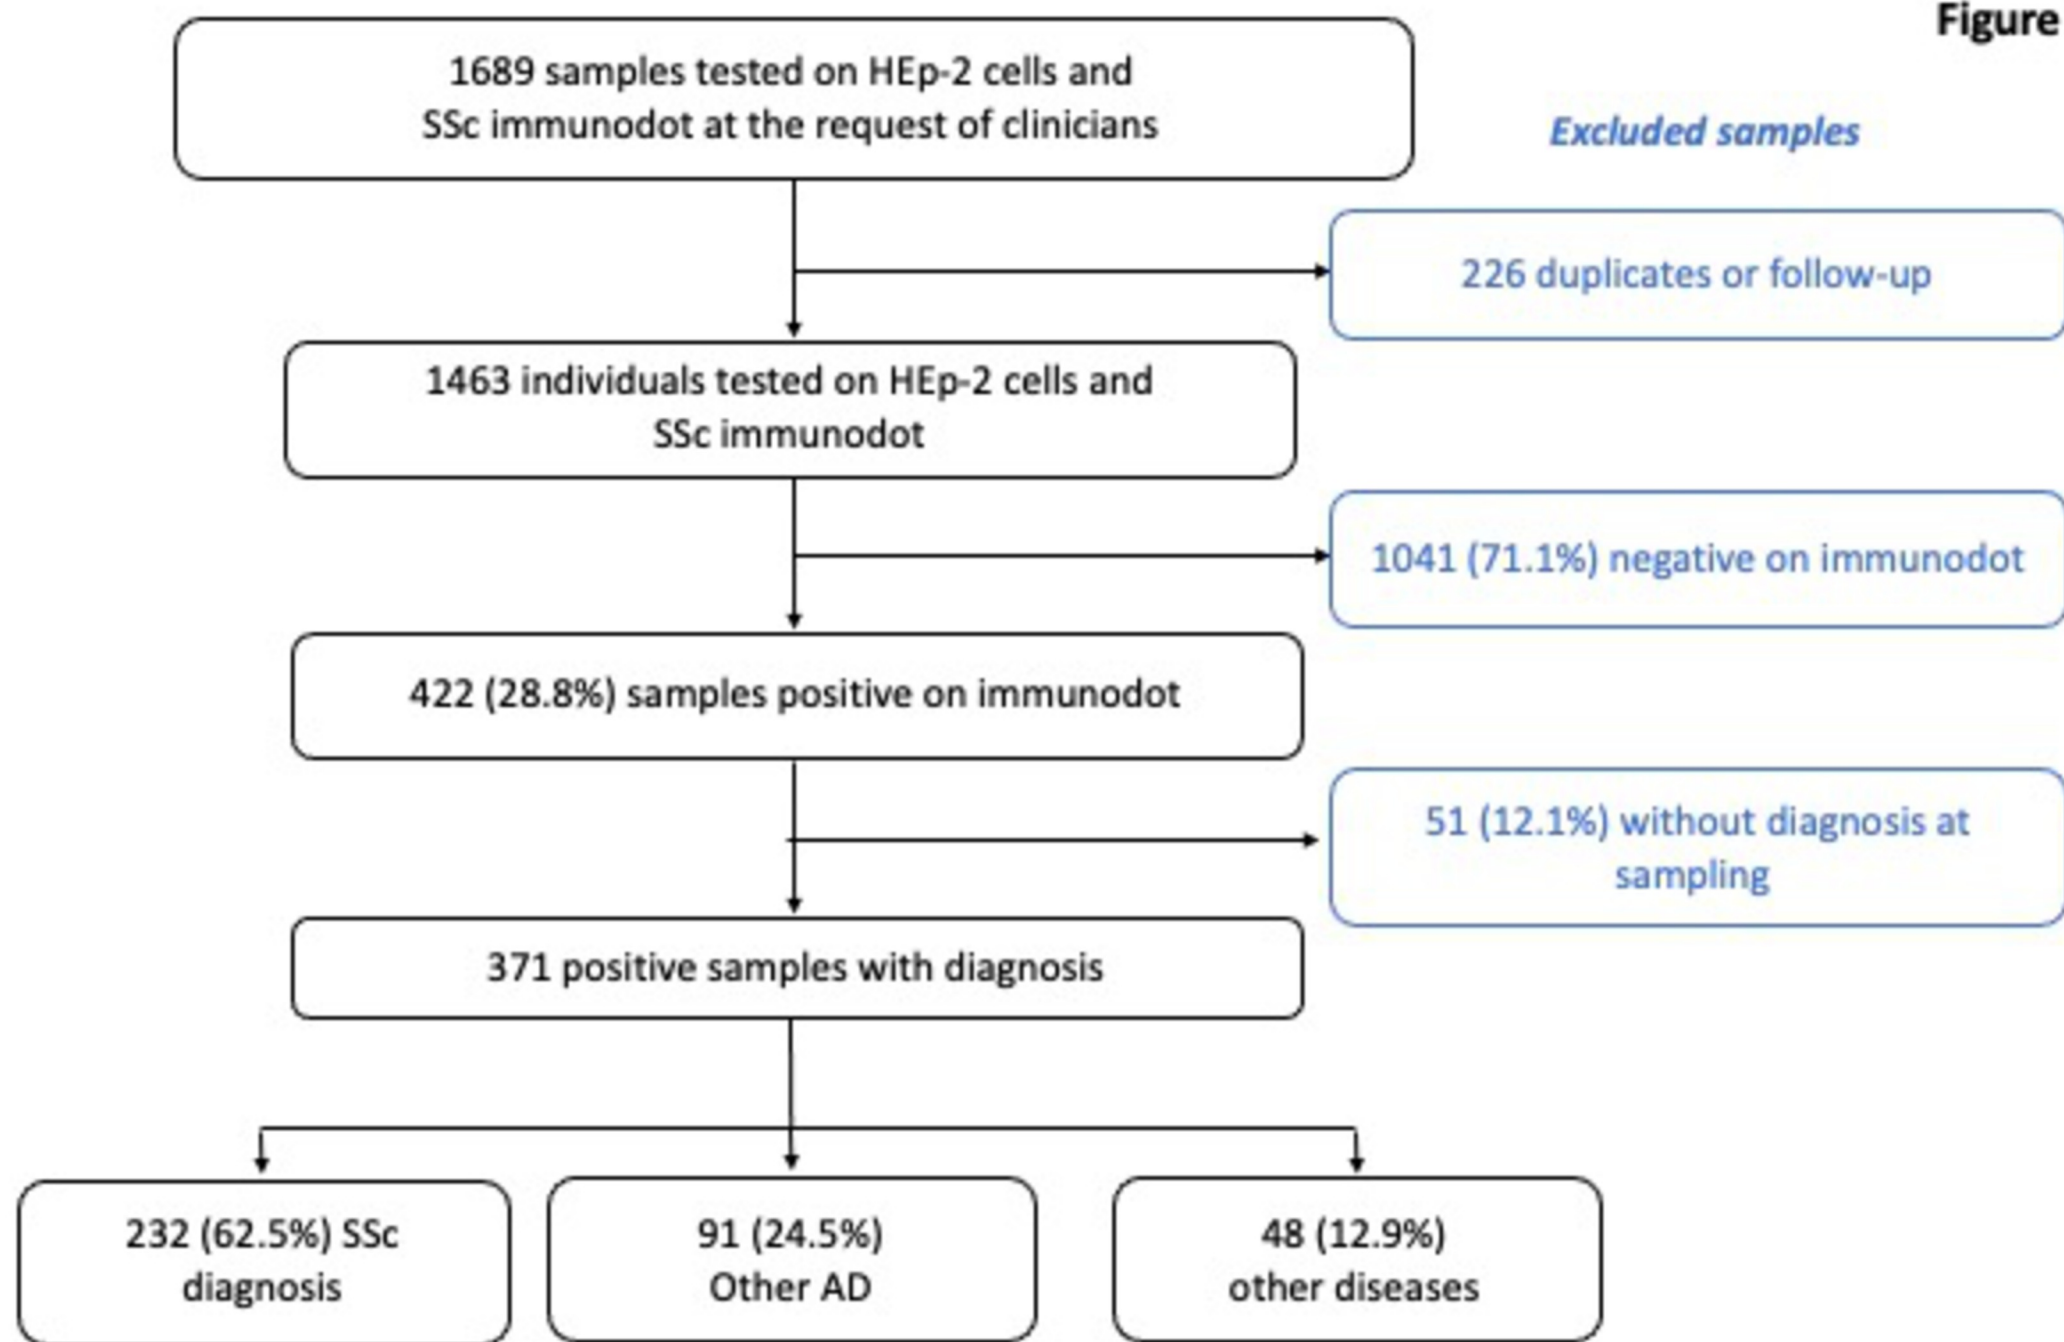 Figure
1689 samples tested on HEp-2 cells and
SSc immunodot at the request of clinicians
Excluded samples
226 duplicates or follow-up
1463 individuals tested on HEp-2 cells and
SSc immunodot
1041 (71.1%) negative on immunodot
422 (28.8%) samples positive on immunodot
51 (12.1%) without diagnosis at
sampling
371 positive samples with diagnosis
232 (62.5%) SSc
diagnosis
91 (24.5%)
Other AD
48 (12.9%)
other diseases